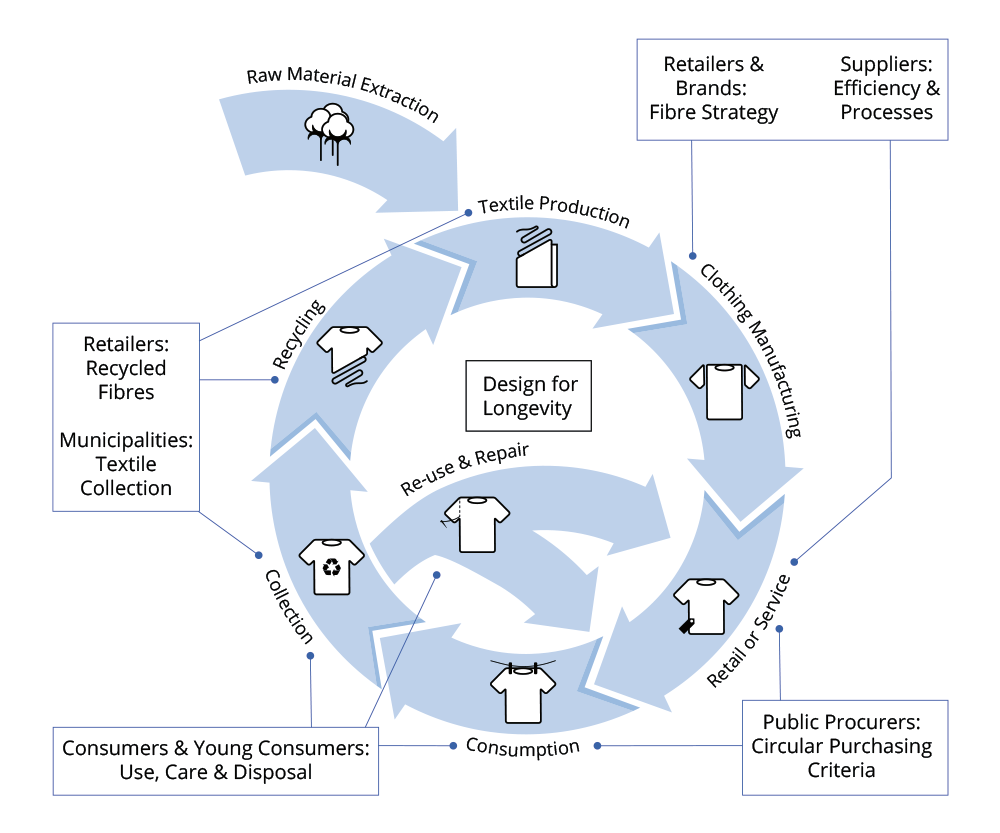 Raw Material Extraction
Retailers &
Brands:
Fibre Strategy
Suppliers:
Efficiency &
Processes
Textile Production
Clothing Manufacturing
Recycling
Retailers:
Recycled
Fibres
Municipalities:
Textile
Collection
Design for
Longevity
Re-use & Repair
Collection
Retail or Service
Consumers & Young Consumers:
Use, Care & Disposal
Consumption
Public Procurers:
Circular Purchasing
Criteria